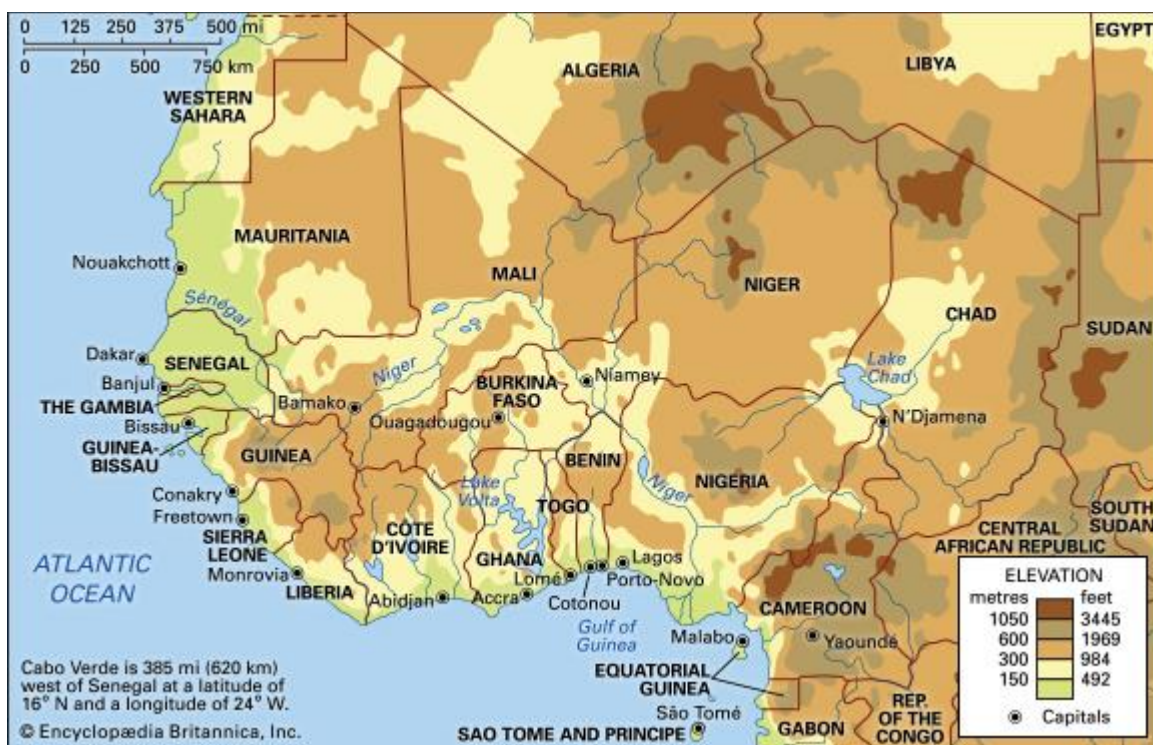 0 125 250 375 500 mi
0 250 500 750 km
EGYPT
ALGERIA
LIBYA
WESTERN
SAHARA
MAURITANIA
Nouakchott
MALI
NIGER
CHAD
Sénégal
SUDAN
Dakar
SENEGAL
Niger
Niamey
Lake
Chad
Banjul
BURKINA
FASO
THE GAMBIA
Bamako
Ouagadougou
N'Djamena
Bissau
GUINEA-
BISSAU
GUINEA
BENIN
NIGERIA
Niger
Lake
Volta
Conakry
TOGO
SOUTH
SUDAN
Freetown
SIERRA
LEONE
CÔTE
D'IVOIRE
CENTRAL
AFRICAN REPUBLIC
GHANA
Lagos
ATLANTIC
OCEAN
Monrovia
LIBERIA
Lomé
Porto-Novo
Abidjan
Accra
Cotonou
CAMEROON
Gulf of
Guinea
Malabo
Yaoundé
EQUATORIAL
GUINEA
São Tomé
SAO TOME AND PRINCIPE
GABON
REP.
OF THE
CONGO
ELEVATION
metres feet
1050 3445
600 1969
300 984
150 492
Capitals
Cabo Verde is 385 mi (620 km)
west of Senegal at a latitude of
16° N and a longitude of 24° W.
© Encyclopædia Britannica, Inc.